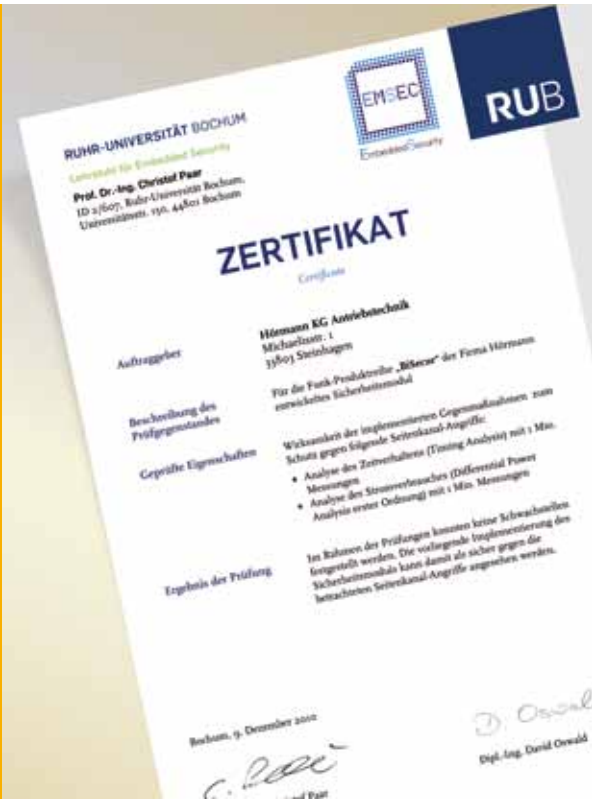 RUHR-UNIVERSITÄT BOCHUM
Lehrstuhl für Embedded Security
Prof. Dr.-Ing. Christof Paar
ID 2/607, Ruhr-Universität Bochum,
Universitätsstr. 150, 44801 Bochum
EMSEC
EmbeddedSecurity
RUB
ZERTIFIKAT
Certificate
Auftraggeber
Hörmann KG Antriebstechnik
Michaelisstr. 1
33803 Steinhagen
Beschreibung des
Prüfgegenstandes
Für die Funk-Produktreihe „BiSecur“ der Firma Hörmann
entwickeltes Sicherheitsmodul
Geprüfte Eigenschaften
Wirksamkeit der implementierten Gegenmaßnahmen zum
Schutz gegen folgende Seitenkanal-Angriffe:
• Analyse des Zeitverhaltens (Timing Analysis) mit 1 Mio.
Messungen
• Analyse des Stromverbrauches (Differential Power
Analysis erster Ordnung) mit 1 Mio. Messungen
Ergebnis der Prüfung
Im Rahmen der Prüfungen konnten keine Schwachstellen
festgestellt werden. Die vorliegende Implementierung des
Sicherheitsmoduls kann damit als sicher gegen die
betrachteten Seitenkanal-Angriffe angesehen werden.
Bochum, 9. Dezember 2010
D. Oswal
Dipl.-Ing. David Oswald
Paar